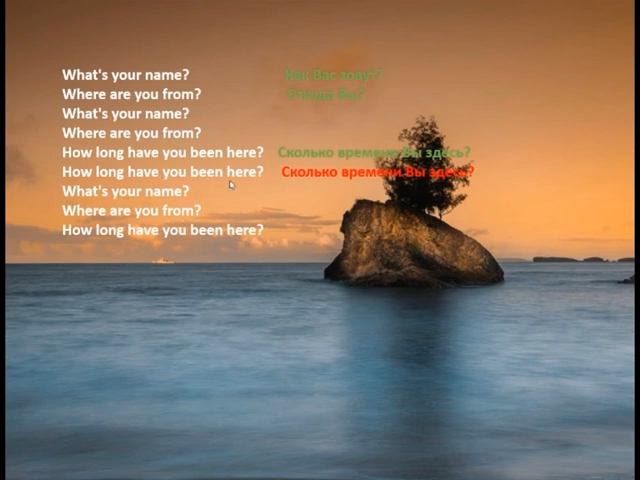 What's your name? Как Вас зовут?
Where are you from? Откуда Вы?
What's your name?
Where are you from?
How long have you been here? Сколько времени Вы здесь?
How long have you been here? Сколько времени Вы здесь?
What's your name?
Where are you from?
How long have you been here?